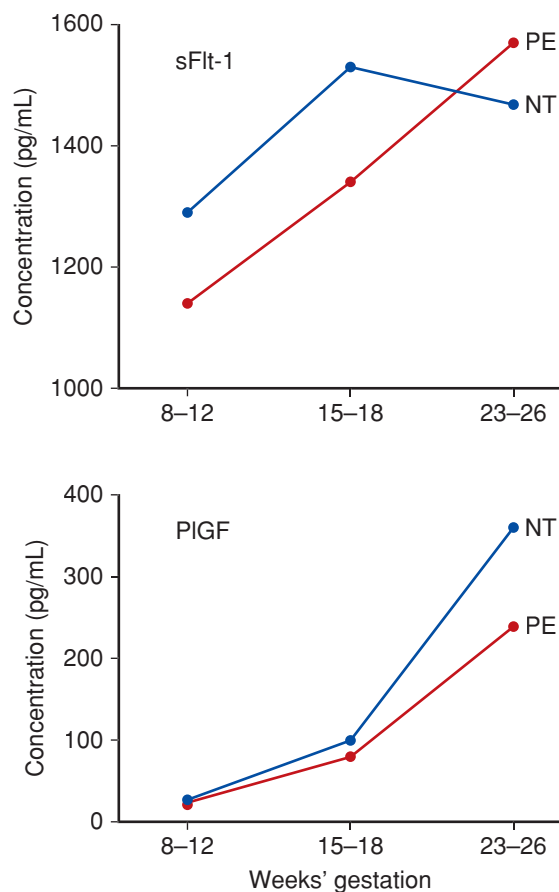 1600
sFlt-1
PE
NT
1400
1200
1000
Concentration (pg/mL)
8–12
15–18
23–26
400
PlGF
NT
300
PE
200
100
0
Concentration (pg/mL)
8–12
15–18
23–26
Weeks’ gestation